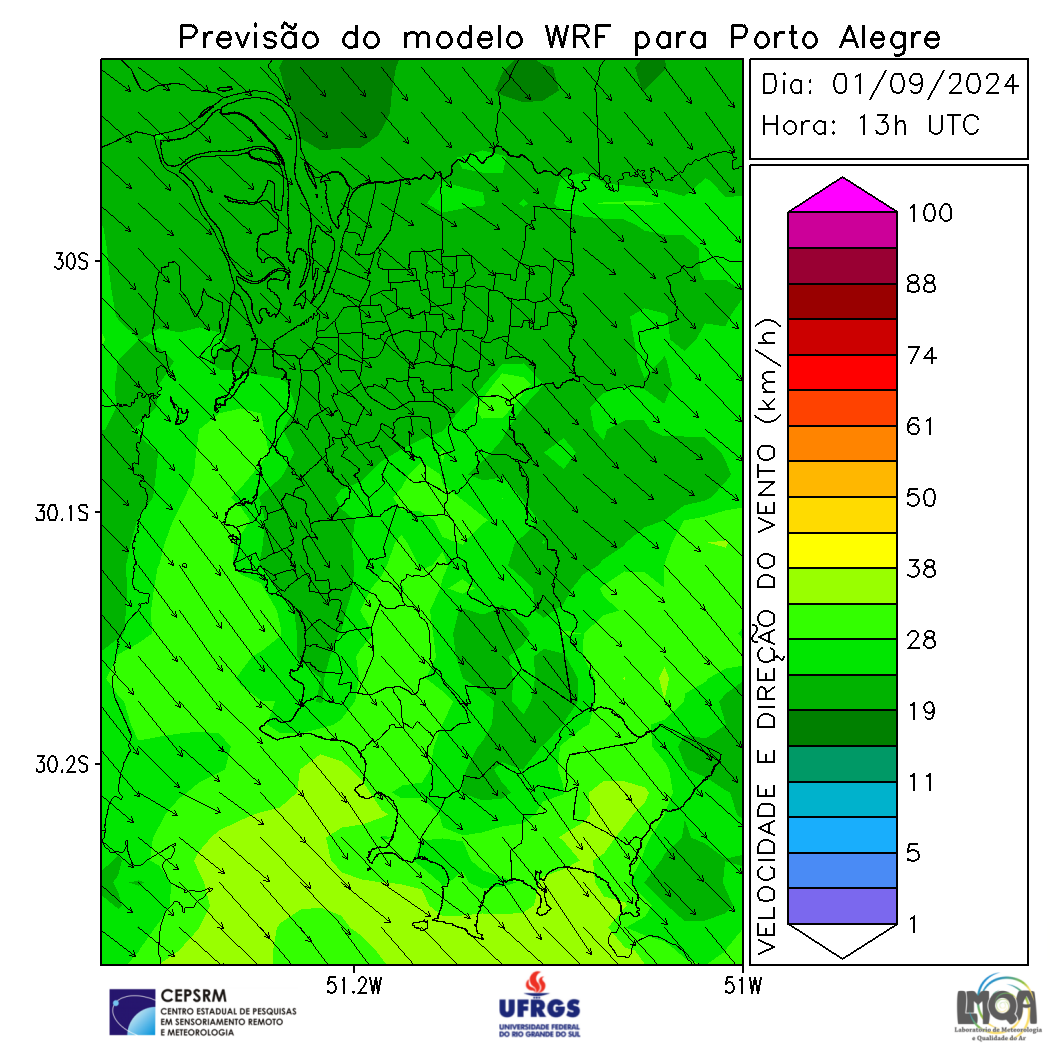 Previsão do modelo WRF para Porto Alegre
Dia: 01/09/2024
Hora: 13h UTC
30S
30.1S
30.2S
51.2W
51W
VELOCIDADE E DIREÇÃO DO VENTO (km/h)
100
88
74
61
50
38
28
19
11
5
1
CEPSRM
CENTRO ESTADUAL DE PESQUISAS
EM SENSORIAMENTO REMOTO
E METEOROLOGIA
UFRGS
UNIVERSIDADE FEDERAL
DO RIO GRANDE DO SUL
LMQA
Laboratório de Meteorologia
e Qualidade do Ar